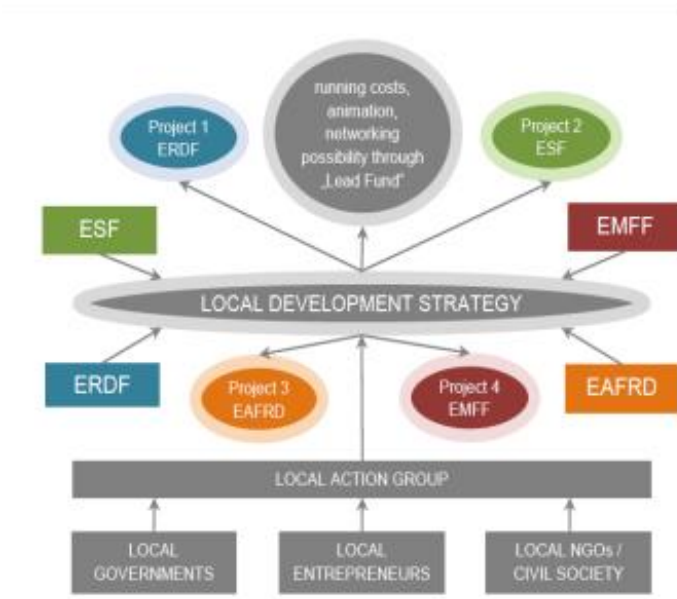 running costs,
animation,
networking
possibility through
„Lead Fund"
Project 1
ERDF
Project 2
ESF
ESF
EMFF
LOCAL DEVELOPMENT STRATEGY
ERDF
Project 3
EAFRD
Project 4
EMFF
EAFRD
LOCAL ACTION GROUP
LOCAL
GOVERNMENTS
LOCAL
ENTREPRENEURS
LOCAL NGOs /
CIVIL SOCIETY